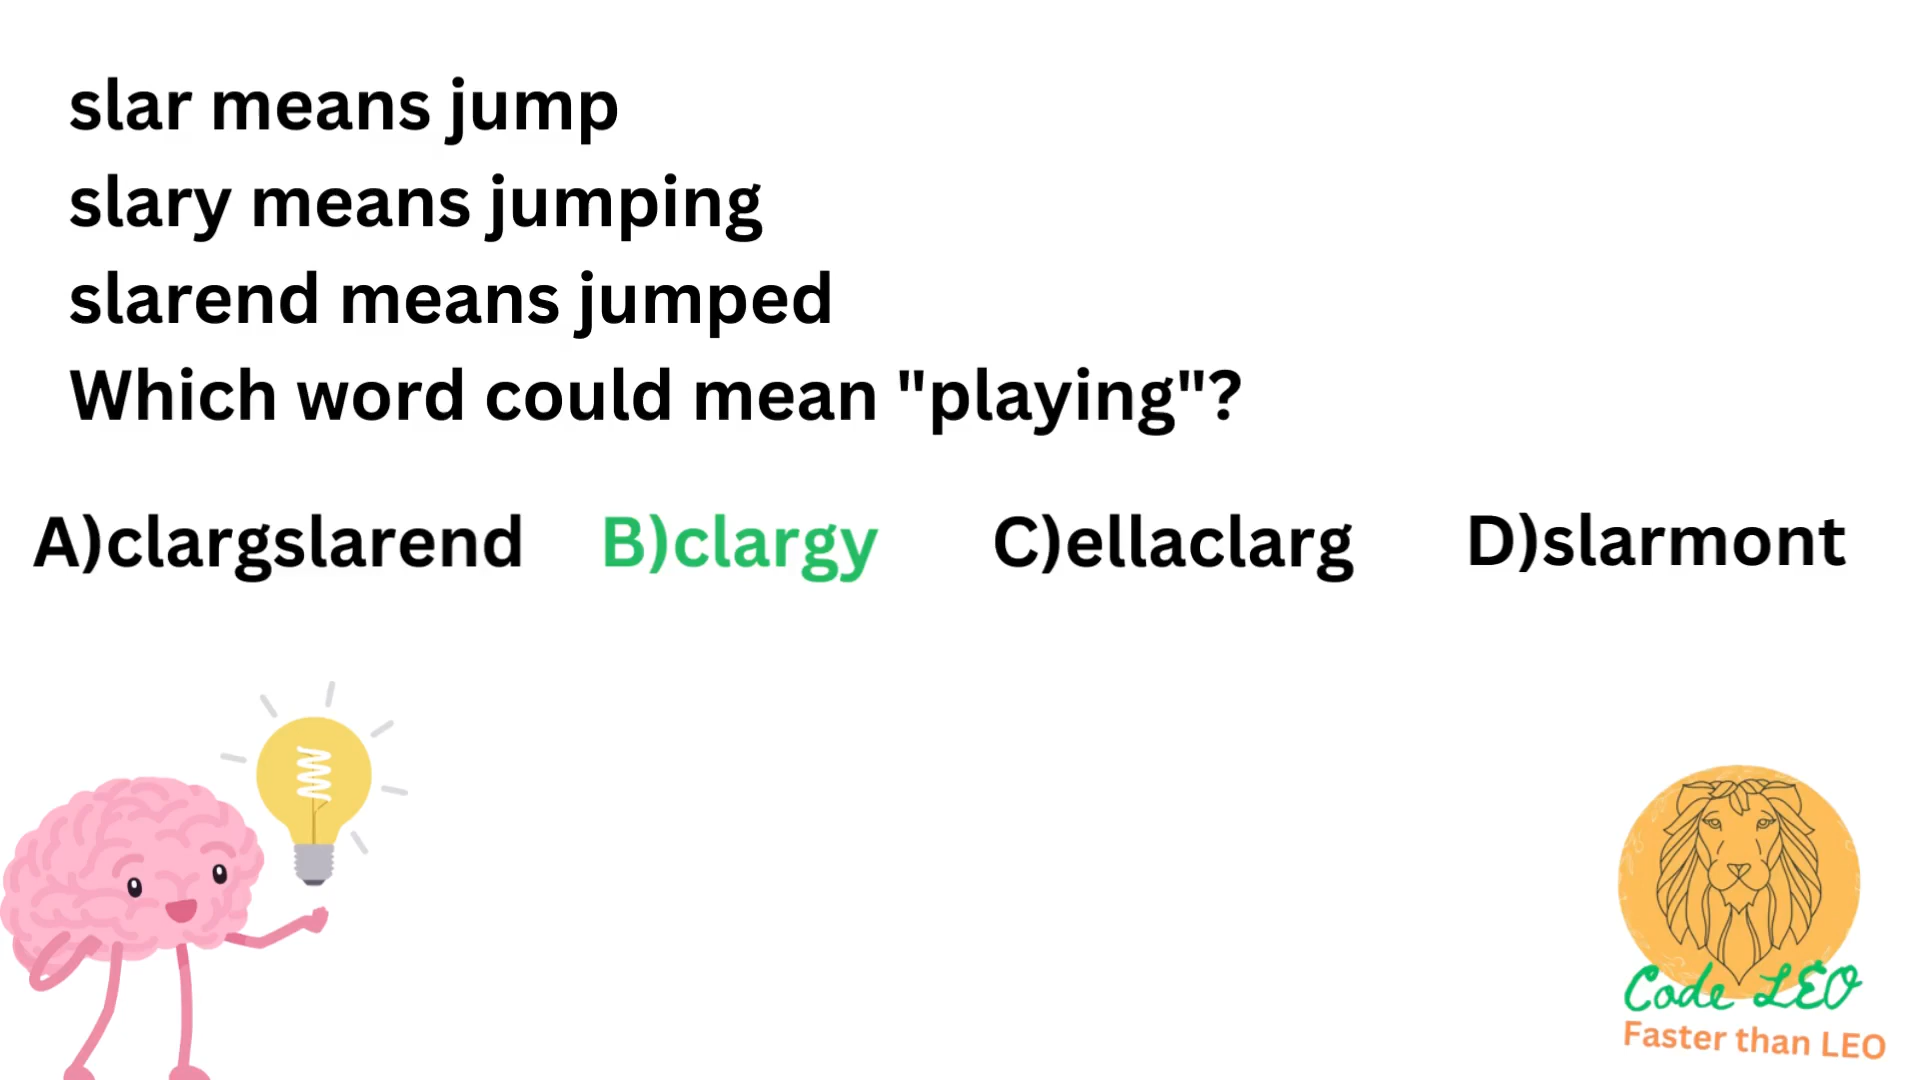 slar means jump
slary means jumping
slarend means jumped
Which word could mean "playing"?
A)clargslarend B)clargy C)ellaclarg D)slarmont
Code LEO
Faster than LEO